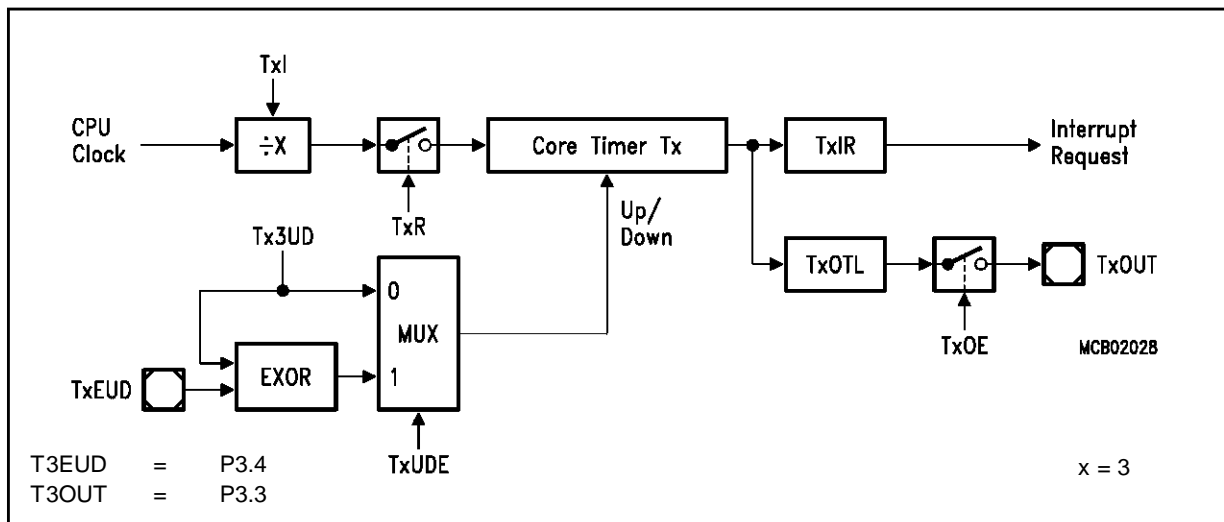 TxI
CPU
Clock
÷X
Core Timer Tx
TxIR
Interrupt
Request
TxR
Up/
Down
Tx3UD
TxOTL
TxOUT
0
MUX
TxOE
MCB02028
TxEUD
EXOR
1
TxUDE
T3EUD = P3.4
x = 3
T3OUT = P3.3